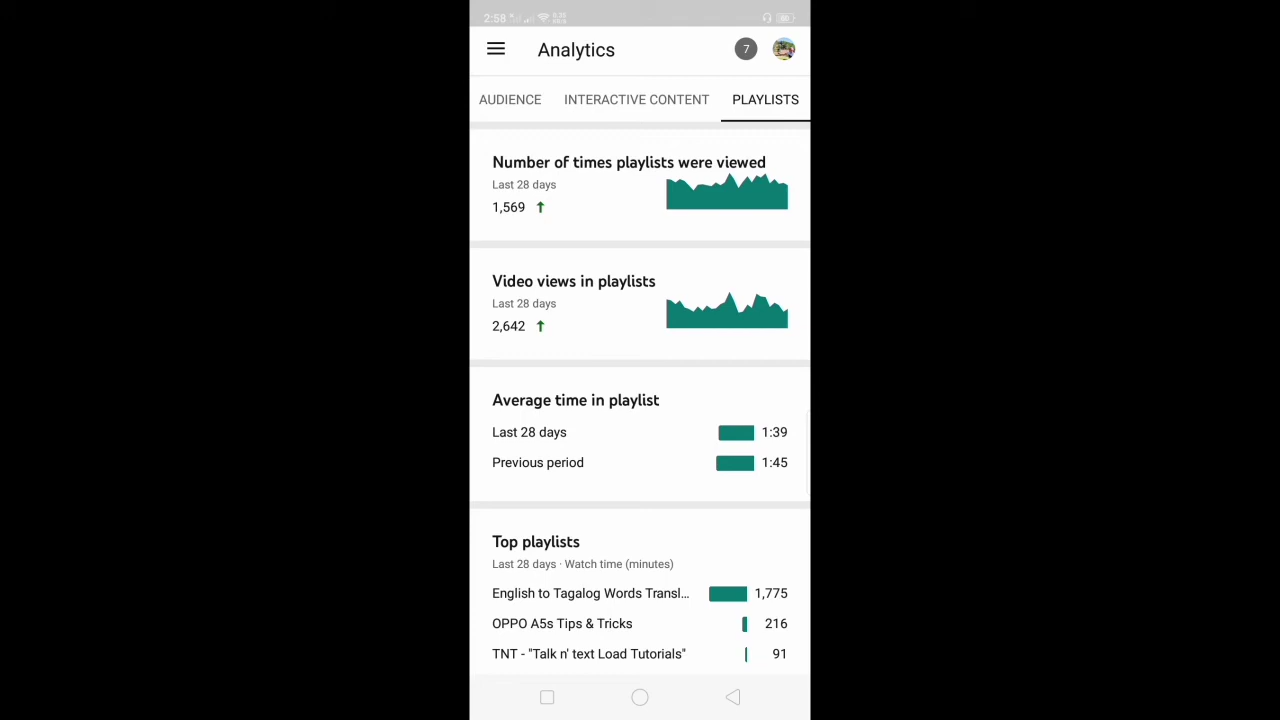 2:58
Analytics
7
AUDIENCE
INTERACTIVE CONTENT
PLAYLISTS
Number of times playlists were viewed
Last 28 days
1,569
Video views in playlists
Last 28 days
2,642
Average time in playlist
Last 28 days 1:39
Previous period 1:45
Top playlists
Last 28 days · Watch time (minutes)
English to Tagalog Words Transl... 1,775
OPPO A5s Tips & Tricks 216
TNT - "Talk n' text Load Tutorials" 91